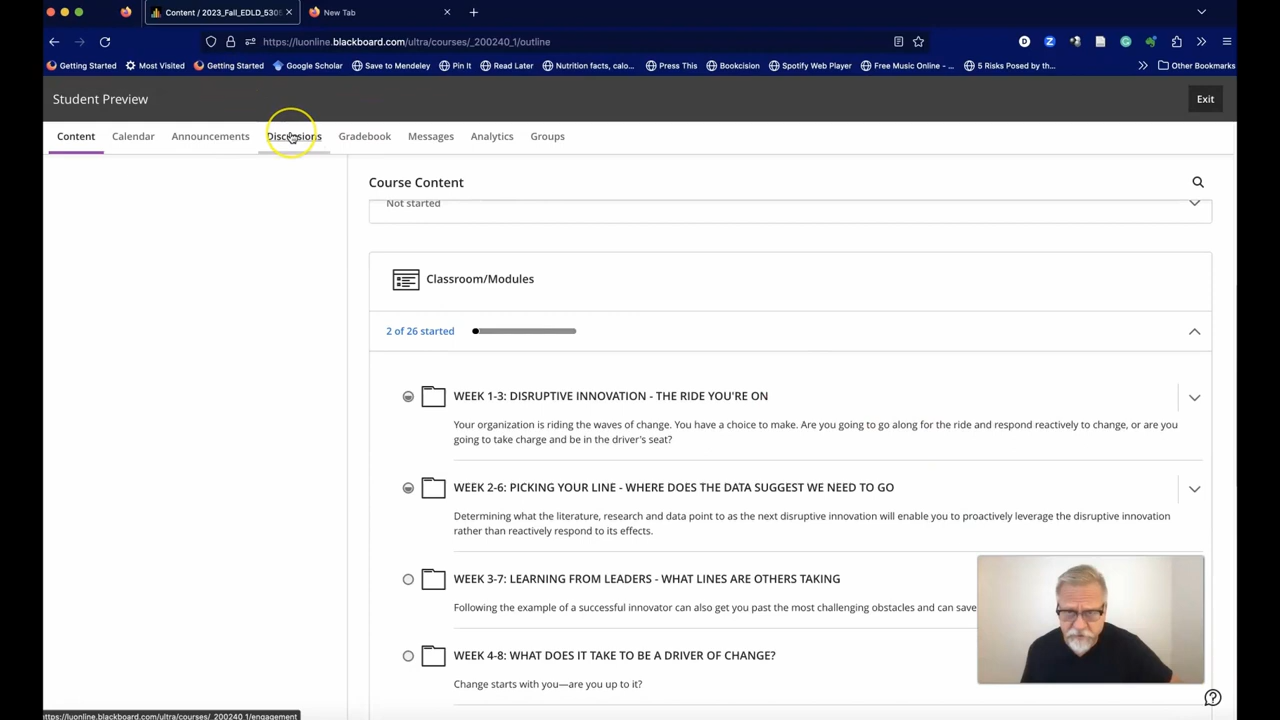 Content / 2023_Fall_EDLD_5305
New Tab
https://luonline.blackboard.com/ultra/courses/_200240_1/outline
Getting Started
Most Visited
Getting Started
Google Scholar
Save to Mendeley
Pin It
Read Later
Nutrition facts, calo...
Press This
Bookcision
Spotify Web Player
Free Music Online - ...
5 Risks Posed by th...
Other Bookmarks
Student Preview
Exit
Content
Calendar
Announcements
Discussions
Gradebook
Messages
Analytics
Groups
Course Content
Not started
Classroom/Modules
2 of 26 started
WEEK 1-3: DISRUPTIVE INNOVATION - THE RIDE YOU'RE ON
Your organization is riding the waves of change. You have a choice to make. Are you going to go along for the ride and respond reactively to change, or are you
going to take charge and be in the driver's seat?
WEEK 2-6: PICKING YOUR LINE - WHERE DOES THE DATA SUGGEST WE NEED TO GO
Determining what the literature, research and data point to as the next disruptive innovation will enable you to proactively leverage the disruptive innovation
rather than reactively respond to its effects.
WEEK 3-7: LEARNING FROM LEADERS - WHAT LINES ARE OTHERS TAKING
Following the example of a successful innovator can also get you past the most challenging obstacles and can save
WEEK 4-8: WHAT DOES IT TAKE TO BE A DRIVER OF CHANGE?
Change starts with you—are you up to it?
https://luonline.blackboard.com/ultra/courses/_200240_1/engagement